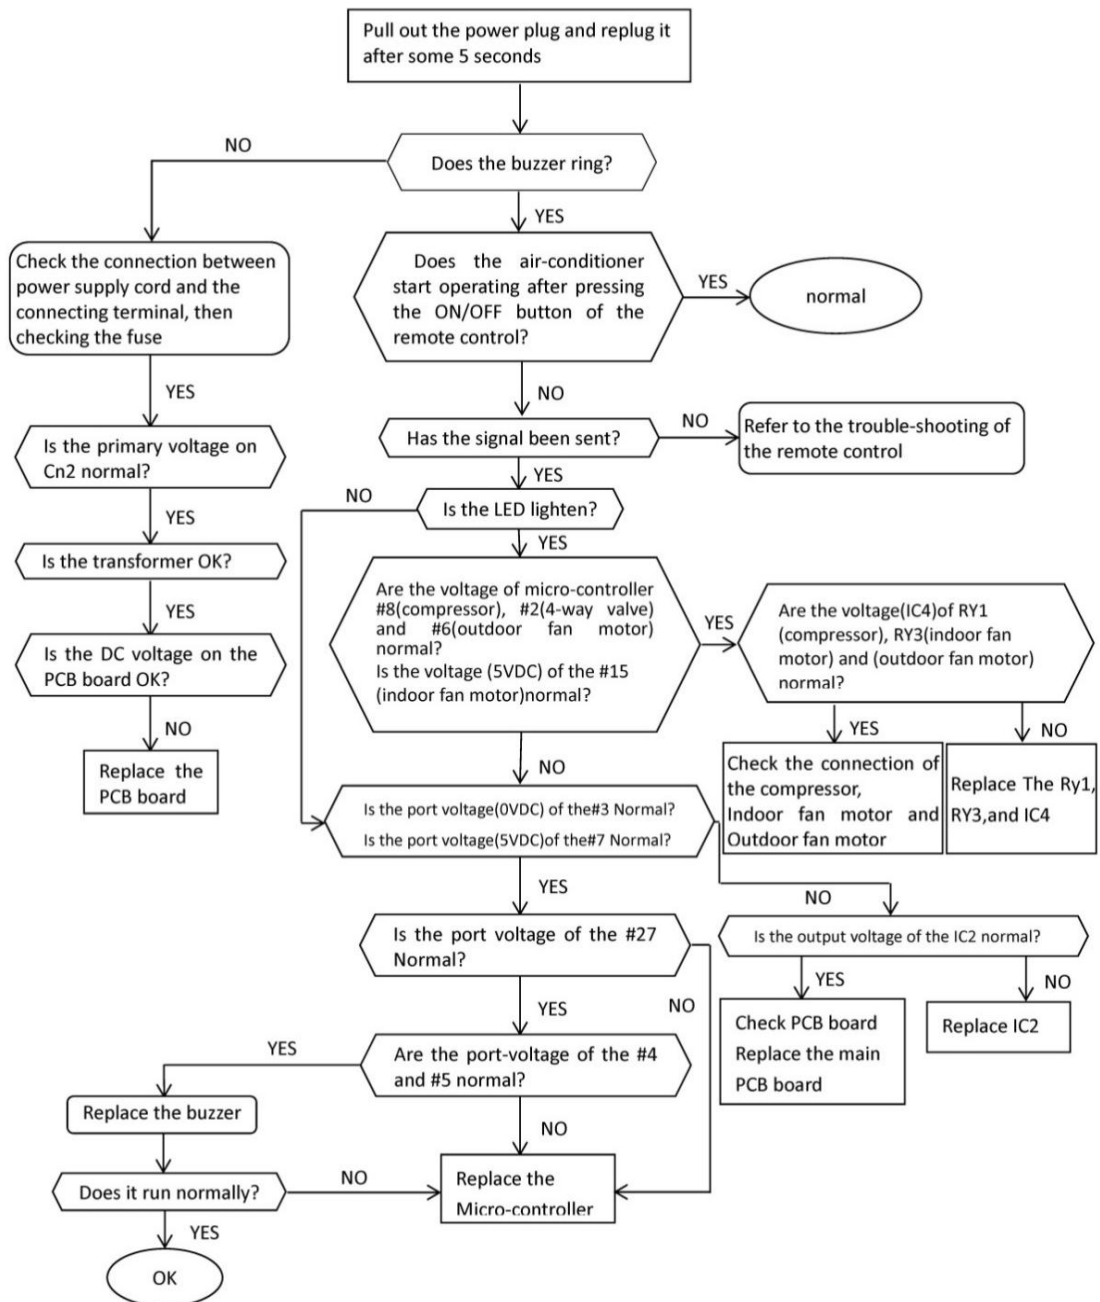 Pull out the power plug and replug it
after some 5 seconds
NO
Does the buzzer ring?
YES
Check the connection between
power supply cord and the
connecting terminal, then
checking the fuse
Does the air-conditioner
start operating after pressing
the ON/OFF button of the
remote control?
YES
normal
YES
NO
Has the signal been sent?
NO
Refer to the trouble-shooting of
the remote control
Is the primary voltage on
Cn2 normal?
YES
NO
Is the LED lighten?
YES
YES
Is the transformer OK?
YES
Are the voltage of micro-controller
#8(compressor), #2(4-way valve)
and #6(outdoor fan motor)
normal?
Is the voltage (5VDC) of the #15
(indoor fan motor)normal?
YES
Are the voltage(IC4)of RY1
(compressor), RY3(indoor fan
motor) and (outdoor fan motor)
normal?
Is the DC voltage on the
PCB board OK?
NO
Replace the
PCB board
YES
NO
Check the connection of
the compressor,
Indoor fan motor and
Outdoor fan motor
Replace The Ry1,
RY3,and IC4
NO
Is the port voltage(0VDC) of the#3 Normal?
Is the port voltage(5VDC)of the#7 Normal?
YES
NO
Is the port voltage of the #27
Normal?
Is the output voltage of the IC2 normal?
YES
NO
YES
NO
Check PCB board
Replace the main
PCB board
Replace IC2
YES
Are the port-voltage of the #4
and #5 normal?
Replace the buzzer
NO
Does it run normally?
NO
Replace the
Micro-controller
YES
OK